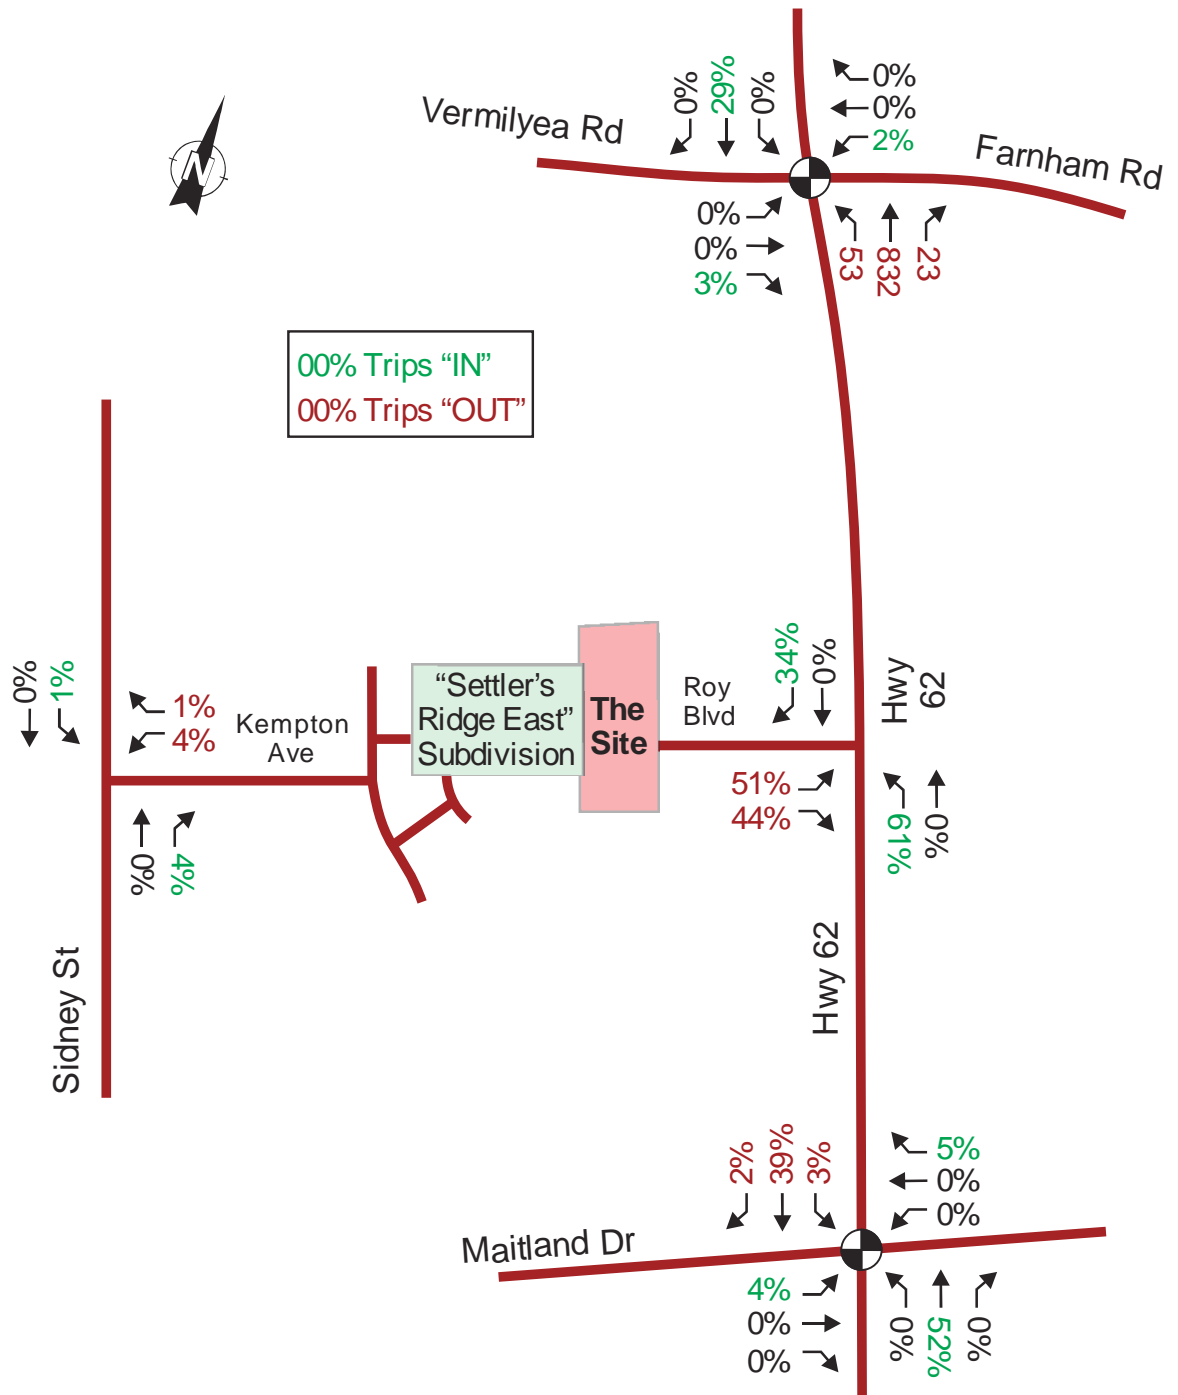 0%
29%
0%
0%
0%
2%
Vermilyea Rd
Farnham Rd
N
0%
0%
3%
53
832
23
00% Trips “IN”
00% Trips “OUT”
0%
1%
1%
4%
Kempton
Ave
“Settler’s
Ridge East”
Subdivision
The
Site
Roy
Blvd
34%
0%
Hwy
62
51%
44%
61%
0%
0%
4%
Sidney St
Hwy 62
2%
39%
3%
5%
0%
0%
Maitland Dr
4%
0%
0%
0%
52%
0%